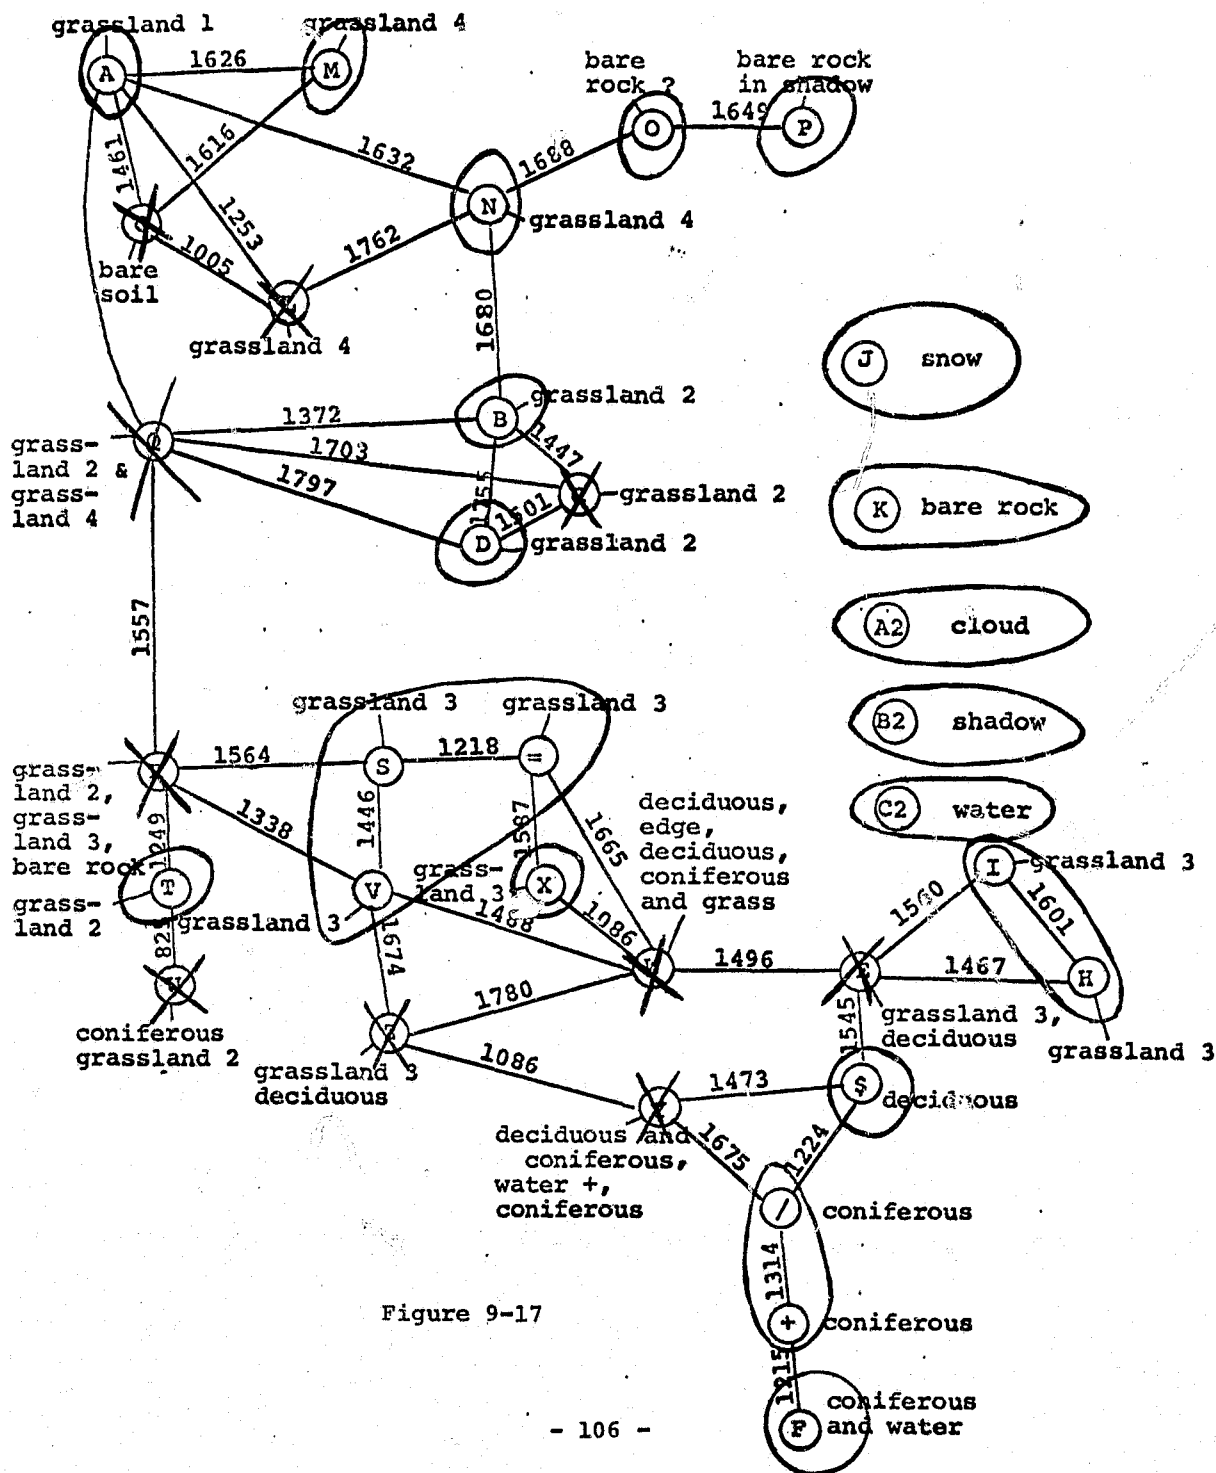 grassland 1
grassland 4
A
1626
M
bare
rock ?
bare rock
in shadow
O
1649
P
1461
1616
1632
1688
1253
N
grassland 4
1005
1762
bare
soil
grassland 4
1680
J
snow
grassland 2
1372
B
grass-
land 2 &
grass-
land 4
Q
1703
1447
1797
grassland 2
1501
D
grassland 2
K
bare rock
1557
A2
cloud
grassland 3
grassland 3
B2
shadow
1564
S
1218
=
grass-
land 2,
grass-
land 3,
bare rock
1249
1338
1446
1587
1665
deciduous,
edge,
deciduous,
coniferous
and grass
C2
water
I
grassland 3
T
grass-
land 2
grassland 3
V
grass-
land 3
X
1488
1086
1560
1601
1674
1496
1467
H
1780
coniferous
grassland 2
grassland 3,
deciduous
grassland 3
1545
grassland 3
deciduous
1086
1473
$
deciduous
deciduous and
coniferous,
water +,
coniferous
1675
1224
/
coniferous
1314
Figure 9-17
+
coniferous
1215
coniferous
and water
F
- 106 -